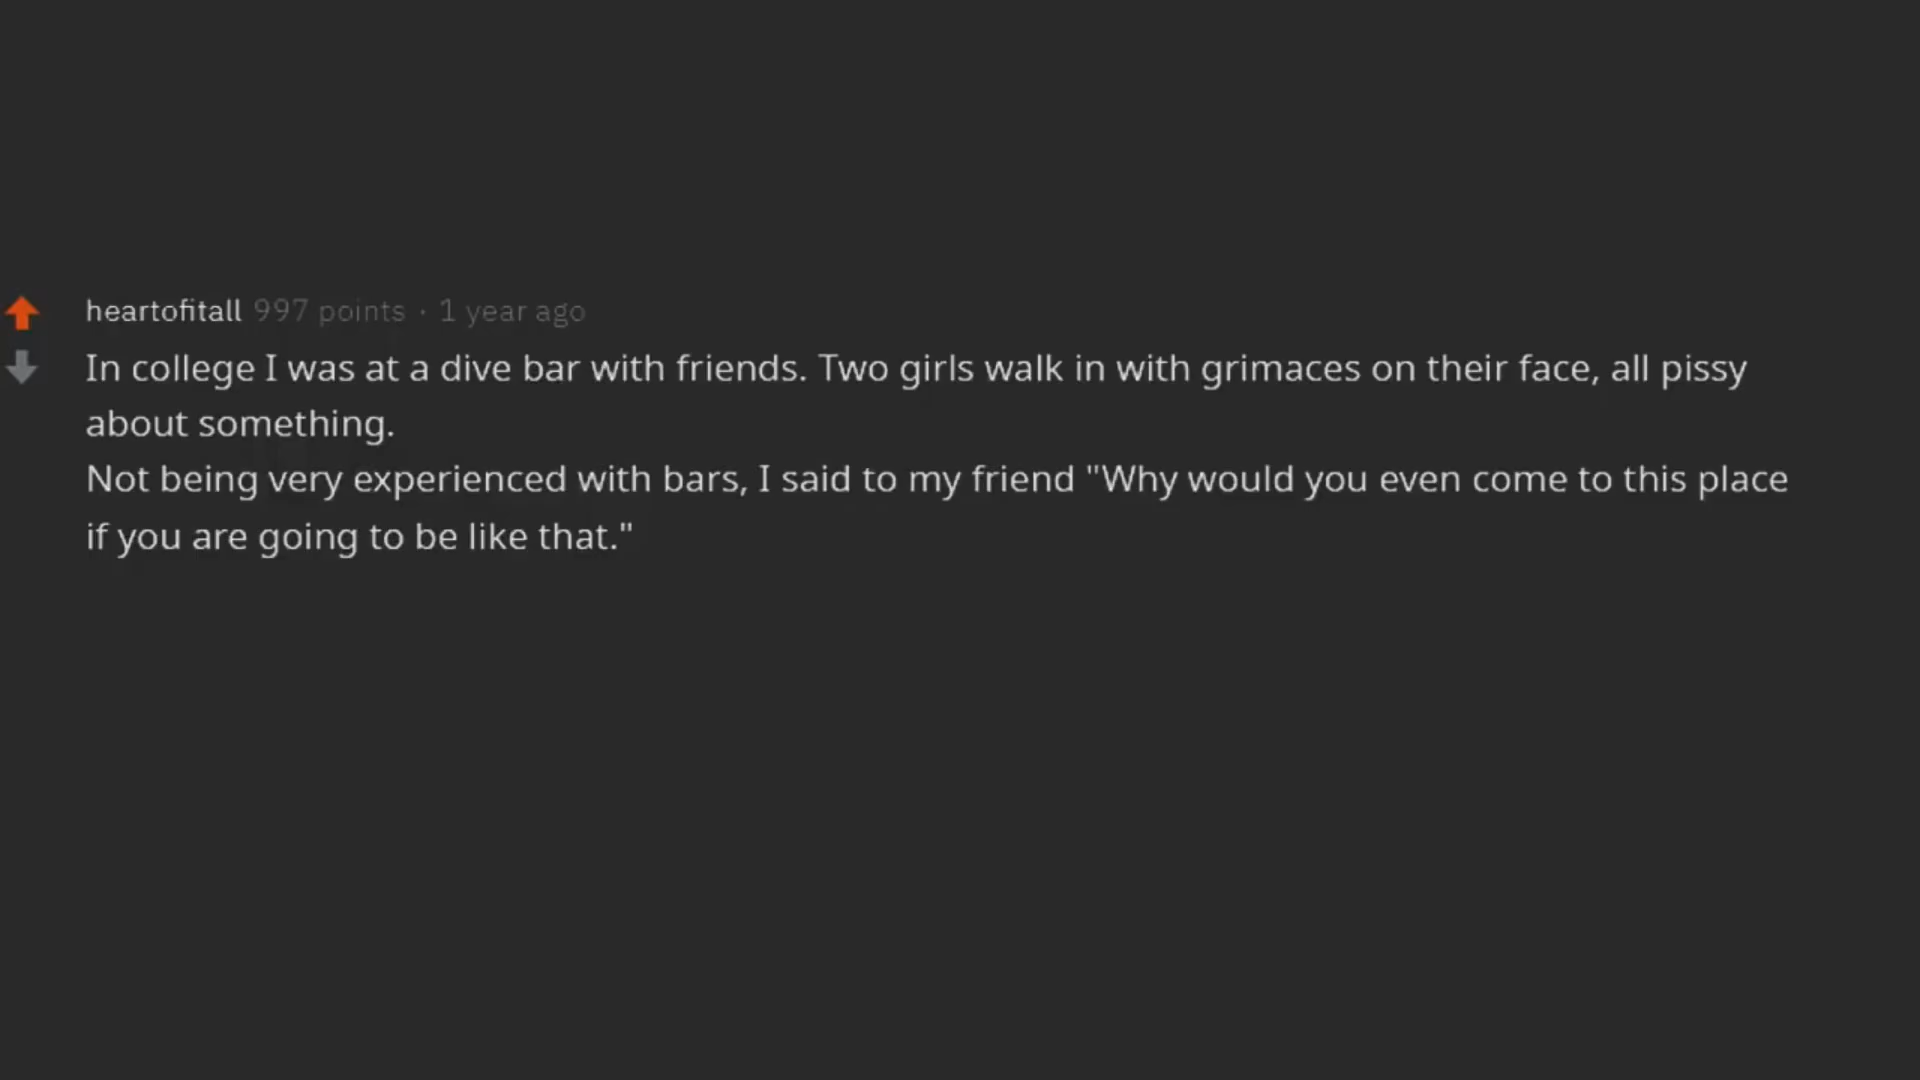 heartofitall 997 points · 1 year ago
In college I was at a dive bar with friends. Two girls walk in with grimaces on their face, all pissy
about something.
Not being very experienced with bars, I said to my friend "Why would you even come to this place
if you are going to be like that."